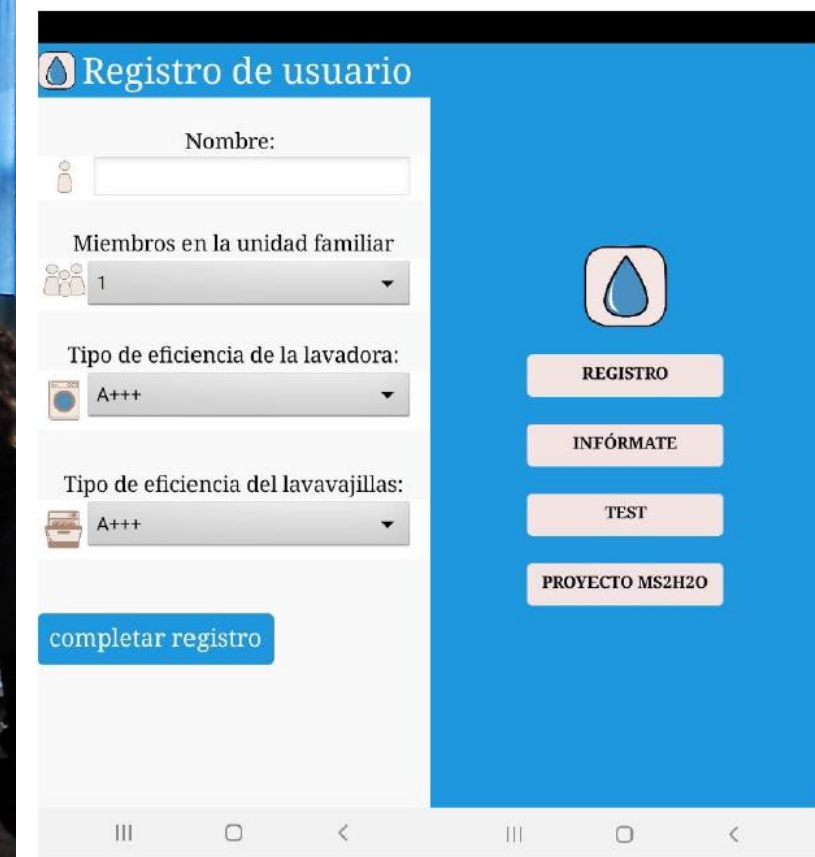 Registro de usuario
Nombre:
Miembros en la unidad familiar
1
Tipo de eficiencia de la lavadora:
A+++
Tipo de eficiencia del lavavajillas:
A+++
completar registro
REGISTRO
INFÓRMATE
TEST
PROYECTO MS2H2O